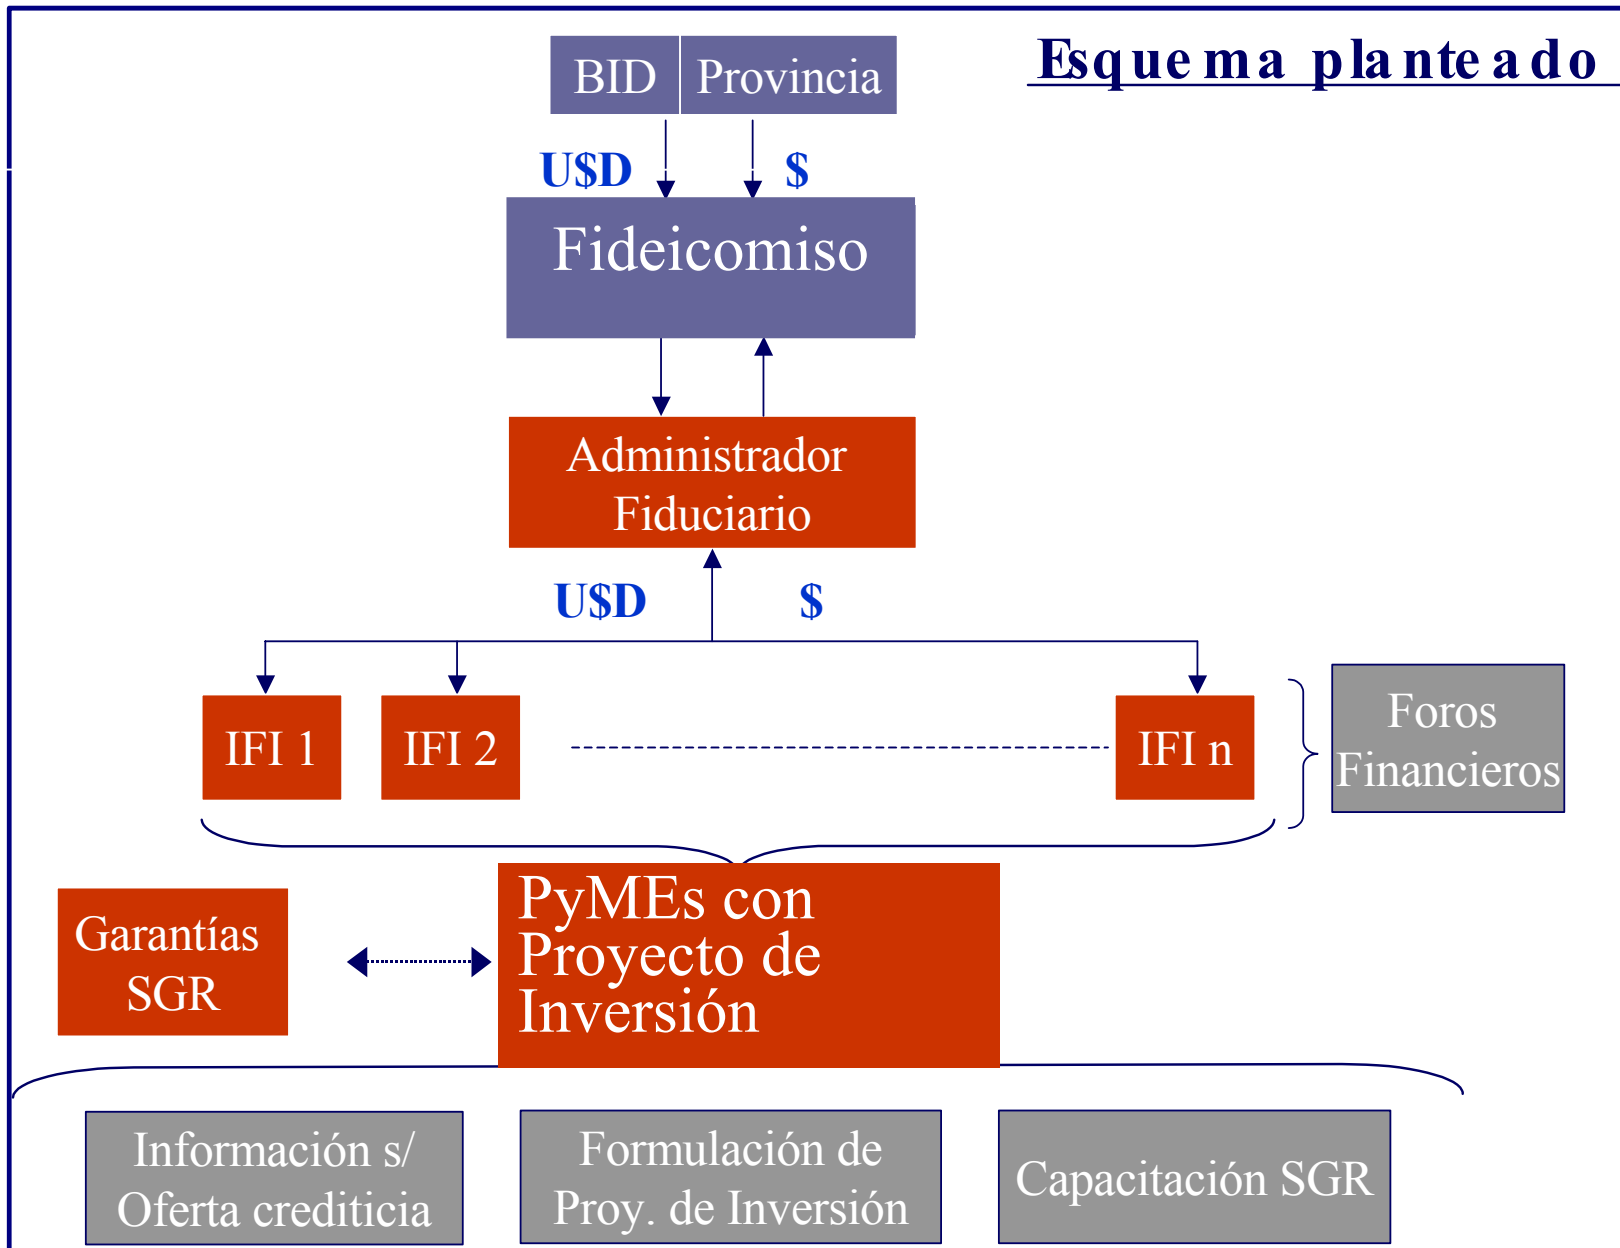 Esquema planteado
BID Provincia
U$D $
Fideicomiso
Administrador
Fiduciario
U$D $
IFI 1 IFI 2 IFI n
Foros
Financieros
Garantías
SGR
PyMEs con
Proyecto de
Inversión
Información s/
Oferta crediticia
Formulación de
Proy. de Inversión
Capacitación SGR